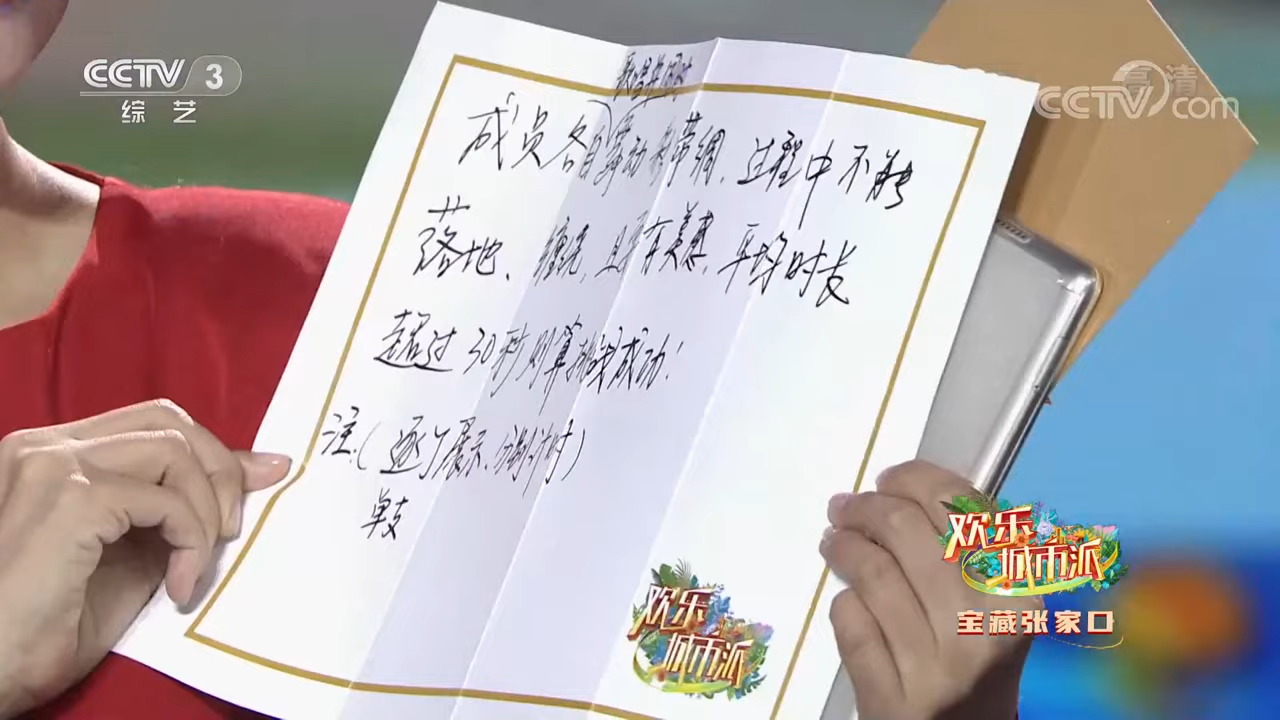 CCTV 3
综艺
高清
CCTV com
成员各自舞动彩带绸,过程中不能
落地、缠绕,且要有美感,平均时长
超过30秒则算挑战成功!
注:(逐个展示、分别计时)
单支
欢乐
城市派
欢乐
城市派
宝藏张家口